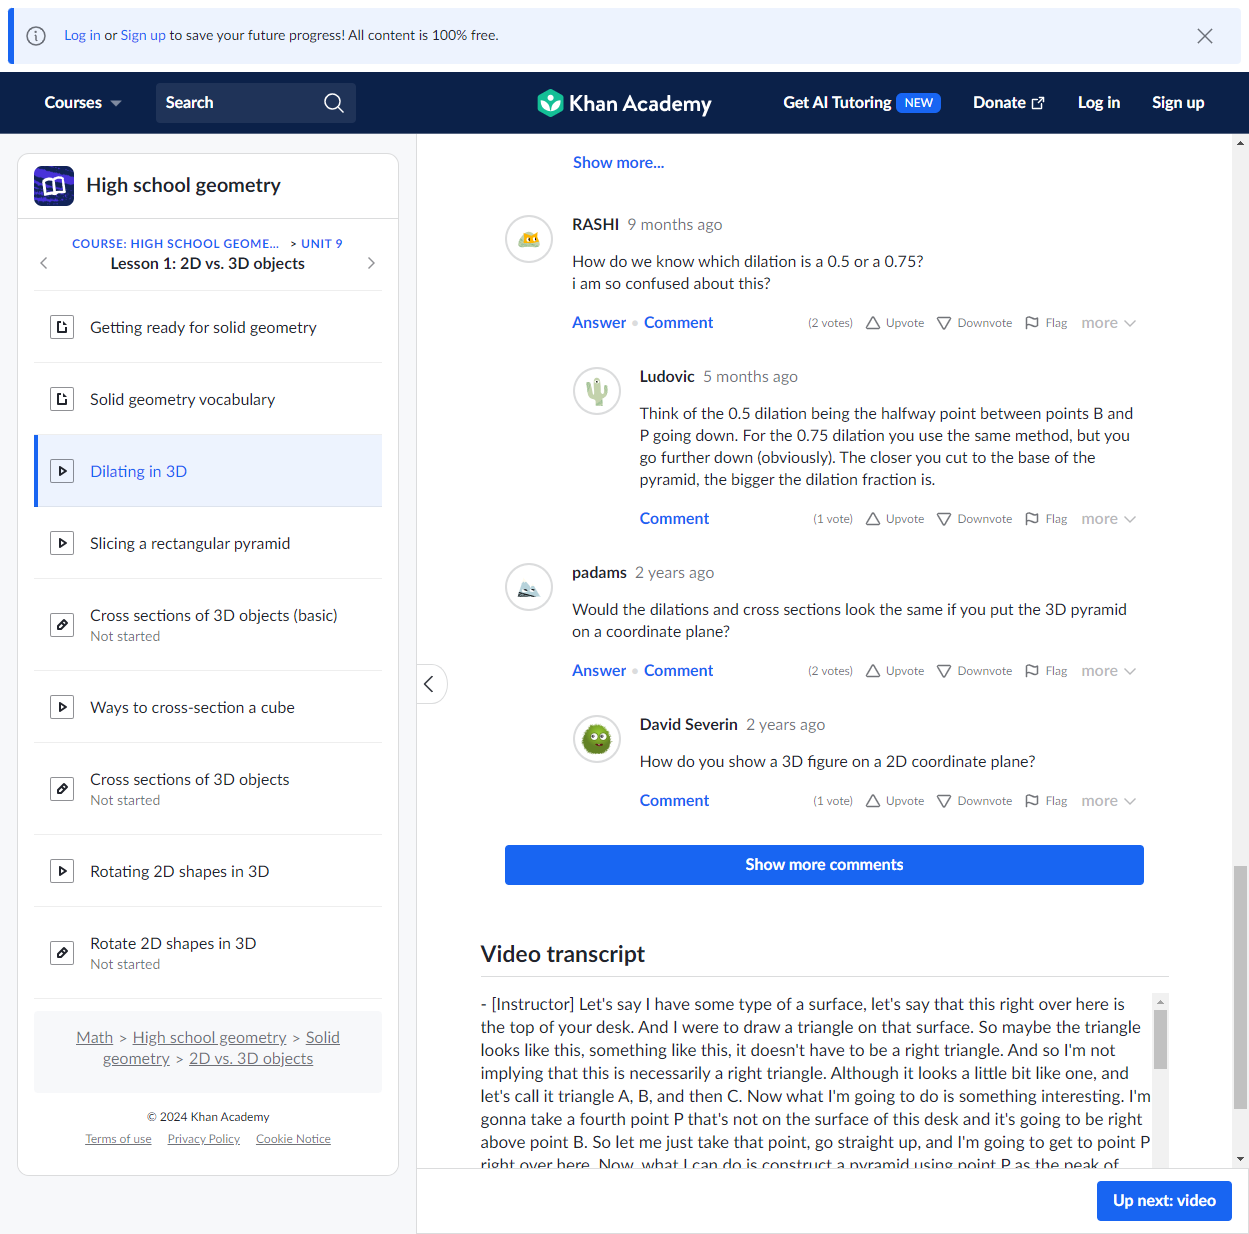 Log in or Sign up to save your future progress! All content is 100% free.
Courses
Search
Khan Academy
Get AI Tutoring NEW
Donate
Log in
Sign up
High school geometry
COURSE: HIGH SCHOOL GEOME... > UNIT 9
Lesson 1: 2D vs. 3D objects
Getting ready for solid geometry
Solid geometry vocabulary
Dilating in 3D
Slicing a rectangular pyramid
Cross sections of 3D objects (basic)
Not started
Ways to cross-section a cube
Cross sections of 3D objects
Not started
Rotating 2D shapes in 3D
Rotate 2D shapes in 3D
Not started
Math > High school geometry > Solid
geometry > 2D vs. 3D objects
© 2024 Khan Academy
Terms of use Privacy Policy Cookie Notice
Show more...
RASHI 9 months ago
How do we know which dilation is a 0.5 or a 0.75?
i am so confused about this?
Answer • Comment (2 votes) Upvote Downvote Flag more
Ludovic 5 months ago
Think of the 0.5 dilation being the halfway point between points B and
P going down. For the 0.75 dilation you use the same method, but you
go further down (obviously). The closer you cut to the base of the
pyramid, the bigger the dilation fraction is.
Comment (1 vote) Upvote Downvote Flag more
padams 2 years ago
Would the dilations and cross sections look the same if you put the 3D pyramid
on a coordinate plane?
Answer • Comment (2 votes) Upvote Downvote Flag more
David Severin 2 years ago
How do you show a 3D figure on a 2D coordinate plane?
Comment (1 vote) Upvote Downvote Flag more
Show more comments
Video transcript
- [Instructor] Let's say I have some type of a surface, let's say that this right over here is
the top of your desk. And I were to draw a triangle on that surface. So maybe the triangle
looks like this, something like this, it doesn't have to be a right triangle. And so I'm not
implying that this is necessarily a right triangle. Although it looks a little bit like one, and
let's call it triangle A, B, and then C. Now what I'm going to do is something interesting. I'm
gonna take a fourth point P that's not on the surface of this desk and it's going to be right
above point B. So let me just take that point, go straight up, and I'm going to get to point P
right over here. Now, what I can do is construct a pyramid using point P as the peak of
Up next: video